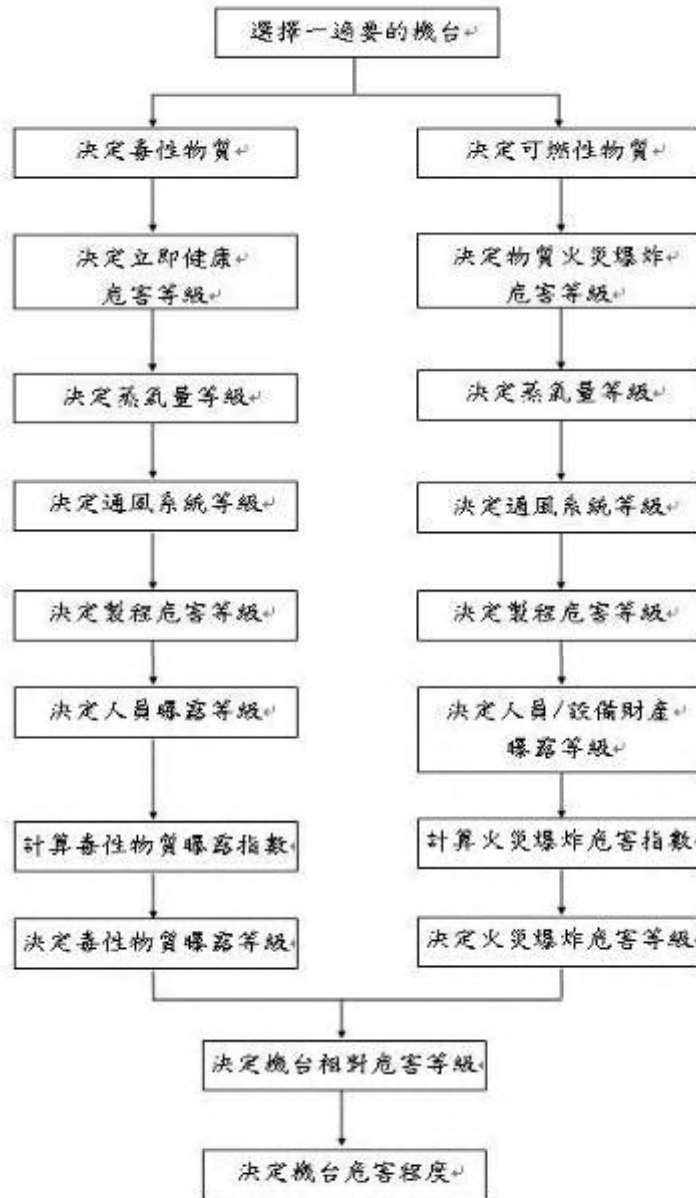 選擇一適要的機台
決定毒性物質
決定可燃性物質
決定立即健康
危害等級
決定物質火災爆炸
危害等級
決定蒸氣量等級
決定蒸氣量等級
決定通風系統等級
決定通風系統等級
決定製程危害等級
決定製程危害等級
決定人員曝露等級
決定人員/設備財產
曝露等級
計算毒性物質曝露指數
計算火災爆炸危害指數
決定毒性物質曝露等級
決定火災爆炸危害等級
決定機台相對危害等級
決定機台危害程度